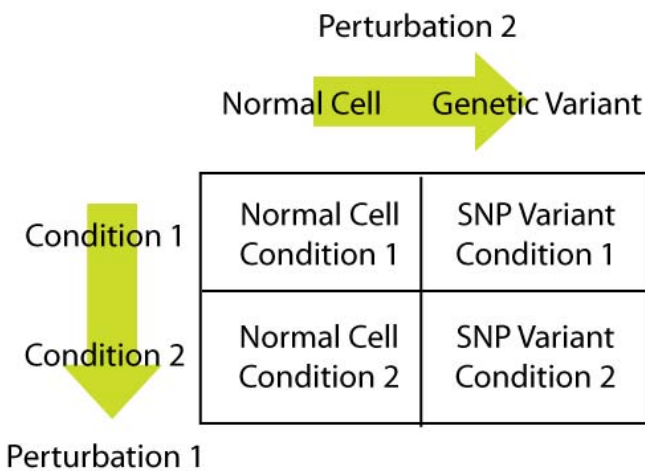 Perturbation 2
Normal Cell Genetic Variant
Condition 1
Normal Cell
Condition 1
SNP Variant
Condition 1
Condition 2
Normal Cell
Condition 2
SNP Variant
Condition 2
Perturbation 1